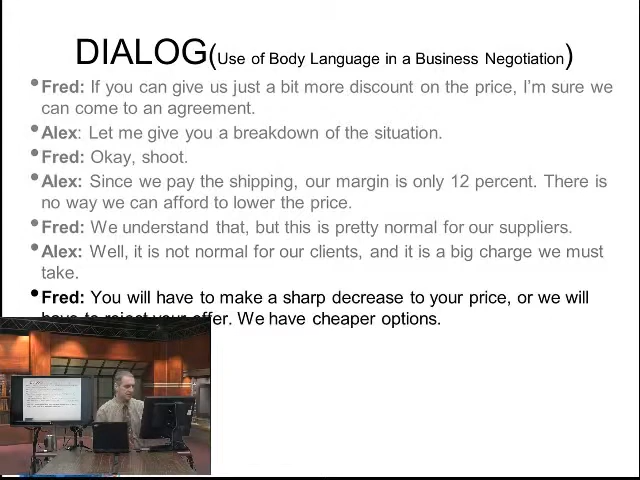 DIALOG(Use of Body Language in a Business Negotiation)
•Fred: If you can give us just a bit more discount on the price, I'm sure we
can come to an agreement.
•Alex: Let me give you a breakdown of the situation.
•Fred: Okay, shoot.
•Alex: Since we pay the shipping, our margin is only 12 percent. There is
no way we can afford to lower the price.
•Fred: We understand that, but this is pretty normal for our suppliers.
•Alex: Well, it is not normal for our clients, and it is a big charge we must
take.
•Fred: You will have to make a sharp decrease to your price, or we will
have to reject your offer. We have cheaper options.